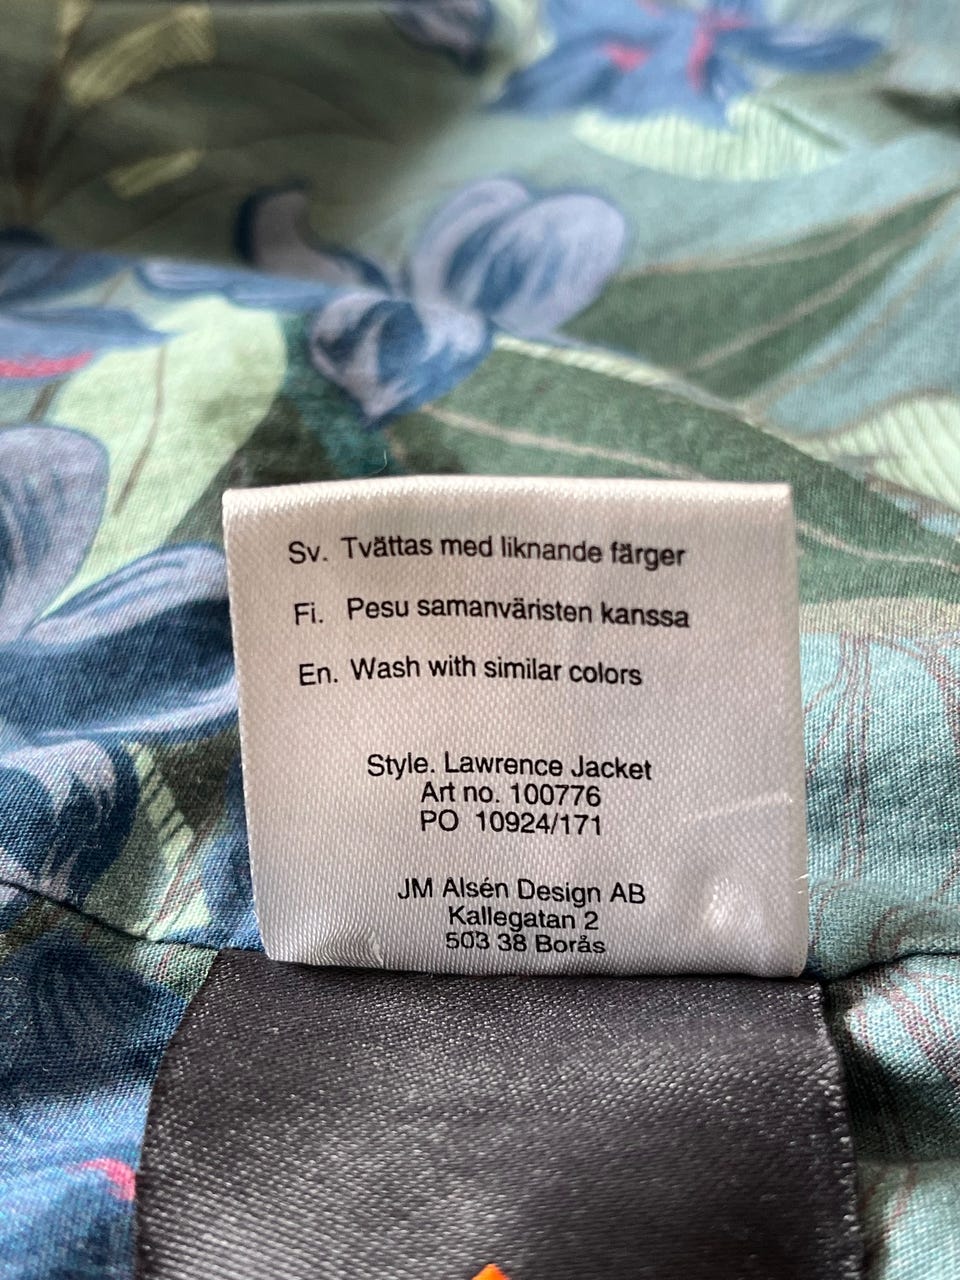 Sv. Tvättas med liknande färger
Fi. Pesu samanväristen kanssa
En. Wash with similar colors
Style. Lawrence Jacket
Art no. 100776
PO 10924/171
JM Alsén Design AB
Kallegatan 2
503 38 Borås